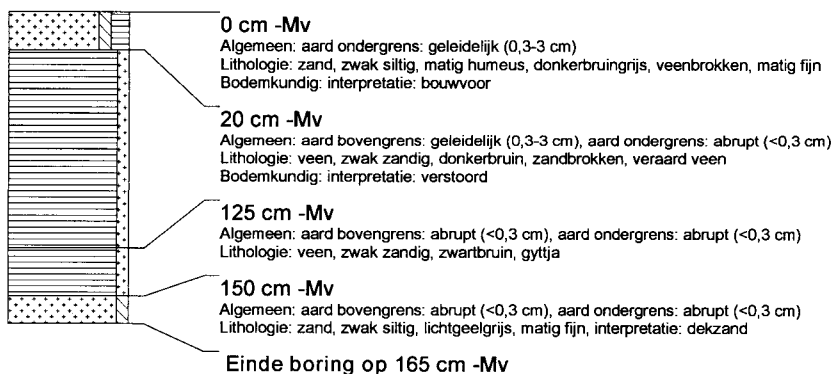 0 cm -Mv
Algemeen: aard ondergrens: geleidelijk (0,3-3 cm)
Lithologie: zand, zwak siltig, matig humeus, donkerbruingrijs, veenbrokken, matig fijn
Bodemkundig: interpretatie: bouwvoor
20 cm -Mv
Algemeen: aard bovengrens: geleidelijk (0,3-3 cm), aard ondergrens: abrupt (<0,3 cm)
Lithologie: veen, zwak zandig, donkerbruin, zandbrokken, veraard veen
Bodemkundig: interpretatie: verstoord
125 cm -Mv
Algemeen: aard bovengrens: abrupt (<0,3 cm), aard ondergrens: abrupt (<0,3 cm)
Lithologie: veen, zwak zandig, zwartbruin, gyttja
150 cm -Mv
Algemeen: aard bovengrens: abrupt (<0,3 cm), aard ondergrens: abrupt (<0,3 cm)
Lithologie: zand, zwak siltig, lichtgeelgrijs, matig fijn, interpretatie: dekzand
Einde boring op 165 cm -Mv